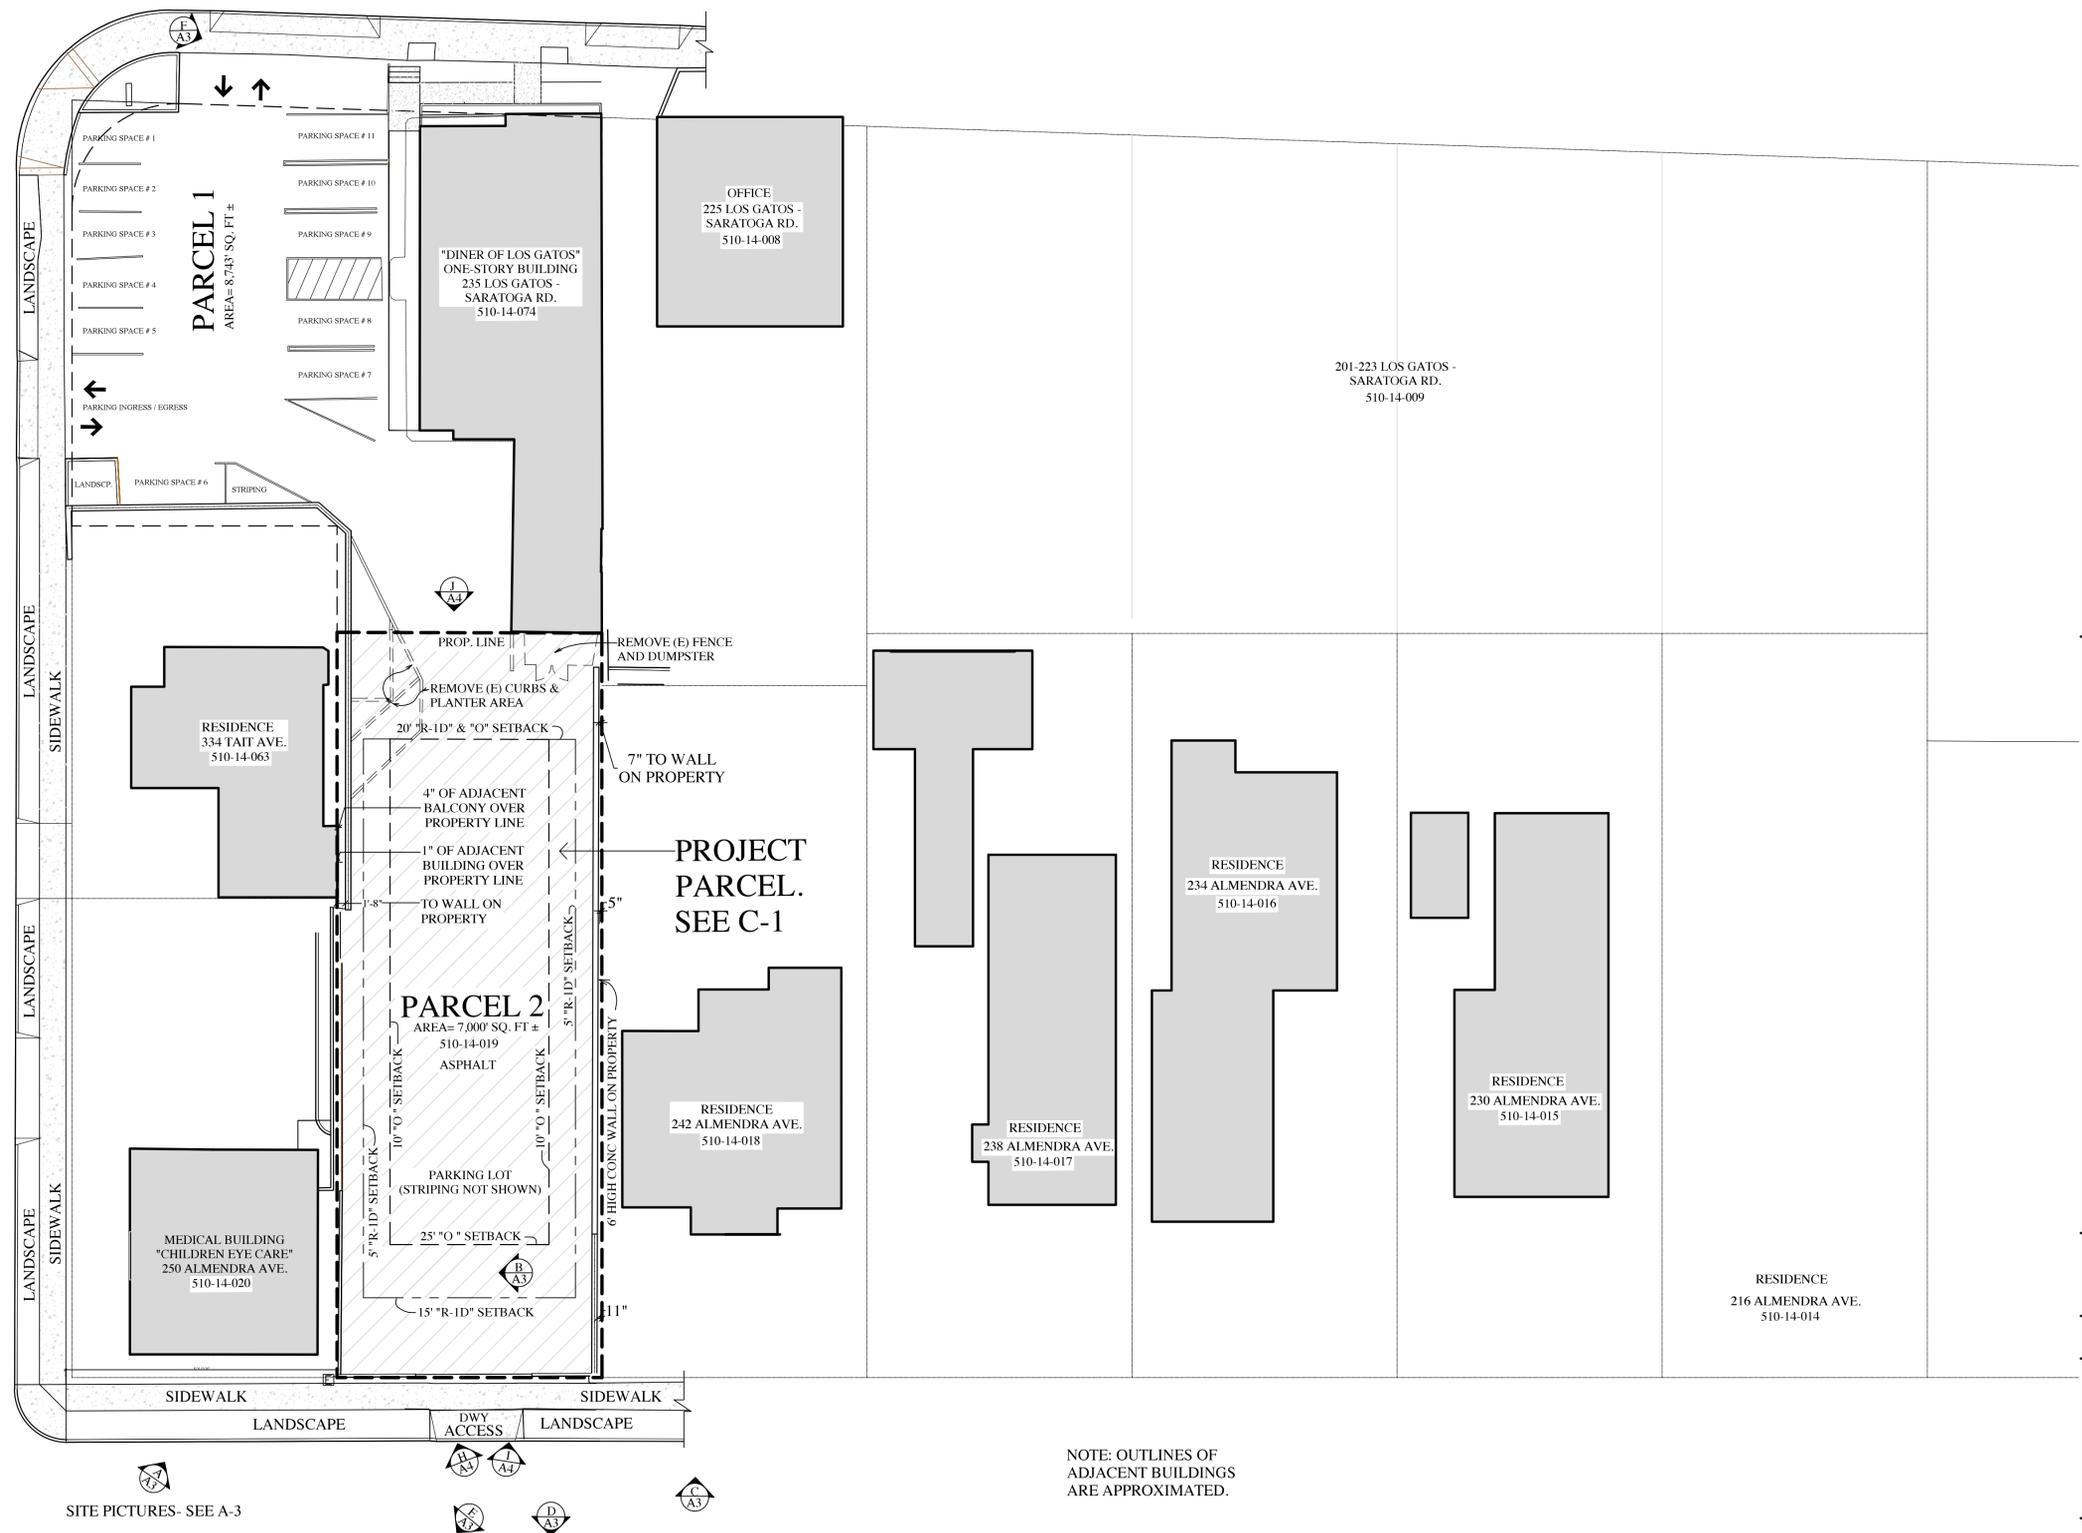 F
A3
PARKING SPACE # 1
PARKING SPACE # 2
PARKING SPACE # 3
PARKING SPACE # 4
PARKING SPACE # 5
PARKING INGRESS / EGRESS
LANDSCP.
PARKING SPACE # 6
STRIPING
PARCEL 1
AREA= 8,743' SQ. FT ±
PARKING SPACE # 11
PARKING SPACE # 10
PARKING SPACE # 9
PARKING SPACE # 8
PARKING SPACE # 7
"DINER OF LOS GATOS"
ONE-STORY BUILDING
235 LOS GATOS -
SARATOGA RD.
510-14-074
OFFICE
225 LOS GATOS -
SARATOGA RD.
510-14-008
201-223 LOS GATOS -
SARATOGA RD.
510-14-009
LANDSCAPE
LANDSCAPE
SIDEWALK
LANDSCAPE
LANDSCAPE
SIDEWALK
J
A4
PROP. LINE
REMOVE (E) FENCE
AND DUMPSTER
REMOVE (E) CURBS &
PLANTER AREA
20' "R-1D" & "O" SETBACK
RESIDENCE
334 TAIT AVE.
510-14-063
7" TO WALL
ON PROPERTY
4" OF ADJACENT
BALCONY OVER
PROPERTY LINE
1" OF ADJACENT
BUILDING OVER
PROPERTY LINE
1'-8"
TO WALL ON
PROPERTY
5"
PROJECT
PARCEL.
SEE C-1
5' "R-1D" SETBACK
PARCEL 2
AREA= 7,000' SQ. FT ±
510-14-019
ASPHALT
10' "O" SETBACK
10' "O" SETBACK
6' HIGH CONC WALL ON PROPERTY
5' "R-1D" SETBACK
PARKING LOT
(STRIPING NOT SHOWN)
25' "O " SETBACK
B
A3
15' "R-1D" SETBACK
11"
RESIDENCE
234 ALMENDRA AVE.
510-14-016
RESIDENCE
242 ALMENDRA AVE.
510-14-018
RESIDENCE
238 ALMENDRA AVE.
510-14-017
RESIDENCE
230 ALMENDRA AVE.
510-14-015
RESIDENCE
216 ALMENDRA AVE.
510-14-014
MEDICAL BUILDING
"CHILDREN EYE CARE"
250 ALMENDRA AVE.
510-14-020
E
SIDEWALK
SIDEWALK
LANDSCAPE
DWY
ACCESS
LANDSCAPE
H
A4
I
A4
A
A3
E
A3
D
A3
C
A3
SITE PICTURES- SEE A-3
NOTE: OUTLINES OF
ADJACENT BUILDINGS
ARE APPROXIMATED.